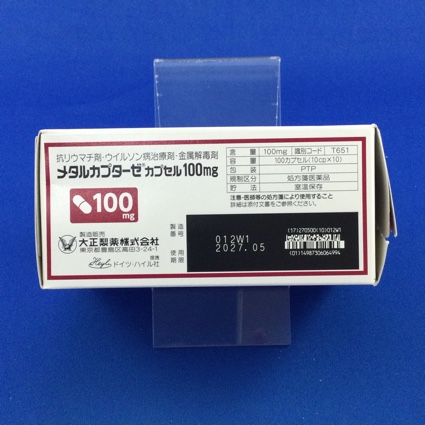 抗リウマチ剤・ウイルソン病治療剤・金属解毒剤
メタルカプターゼカプセル100mg
100mg
製造販売
大正製薬株式会社
東京都豊島区高田3-24-1
提携
Heyl ドイツ・ハイル社
含 量 100mg 識別コード T651
容 量 100カプセル(10cp×10)
包 装 PTP
規制区分 処方箋医薬品
貯 法 室温保存
注意-医師等の処方箋により使用すること
詳細は添付文書をご参照ください。
製造番号 012W1
使用期限 2027.05
(17)270500(10)012W1
(01)14987306064994